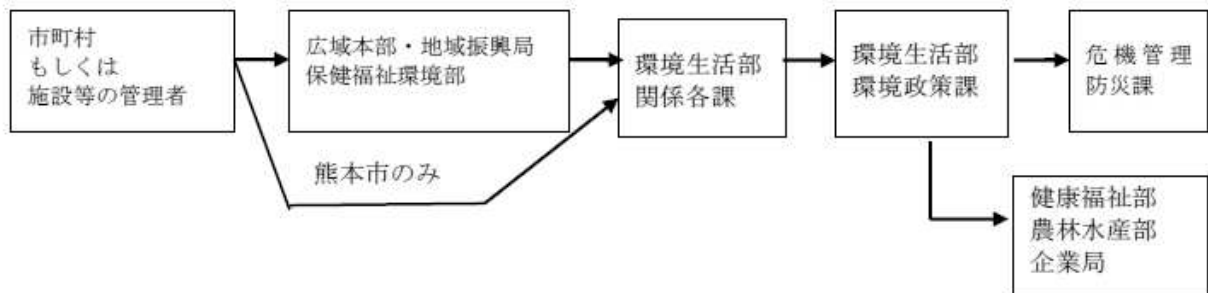 市町村
もしくは
施設等の管理者
広域本部・地域振興局
保健福祉環境部
熊本市のみ
環境生活部
関係各課
環境生活部
環境政策課
危機管理
防災課
健康福祉部
農林水産部
企業局